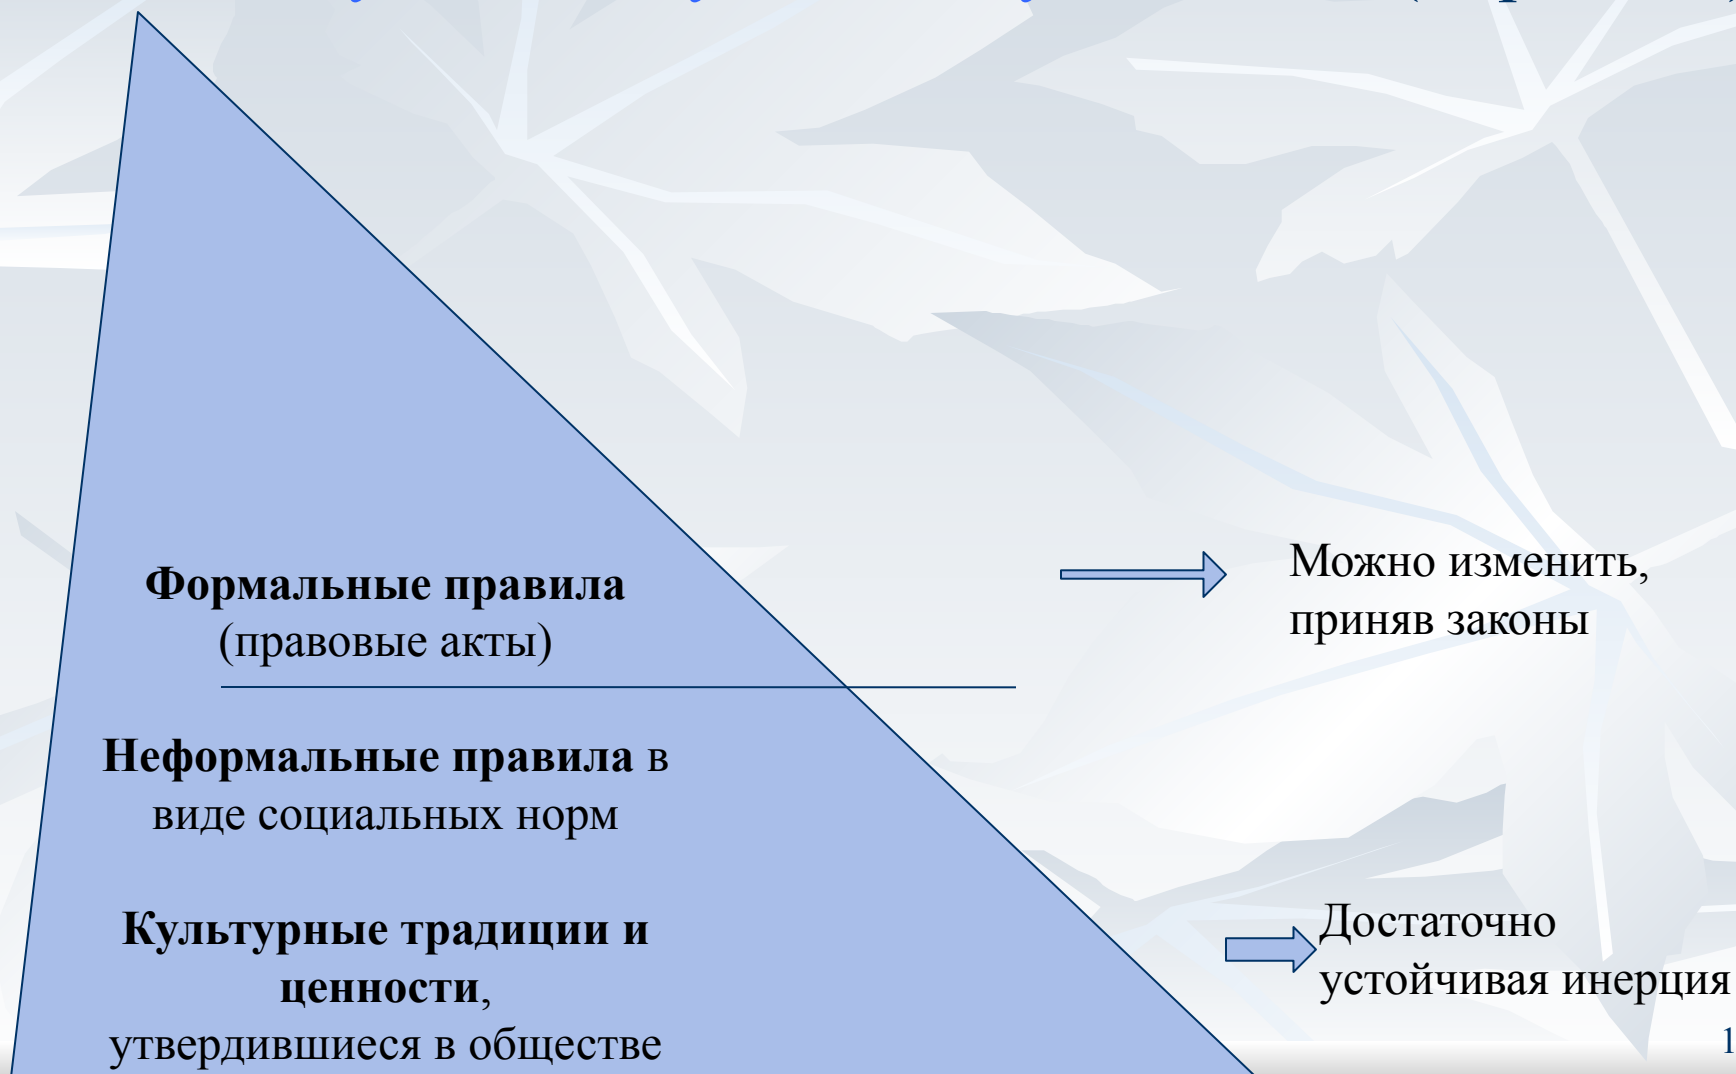 Формальные правила
(правовые акты)
Можно изменить,
приняв законы
Неформальные правила в
виде социальных норм
Культурные традиции и
ценности,
утвердившиеся в обществе
Достаточно
устойчивая инерция
1